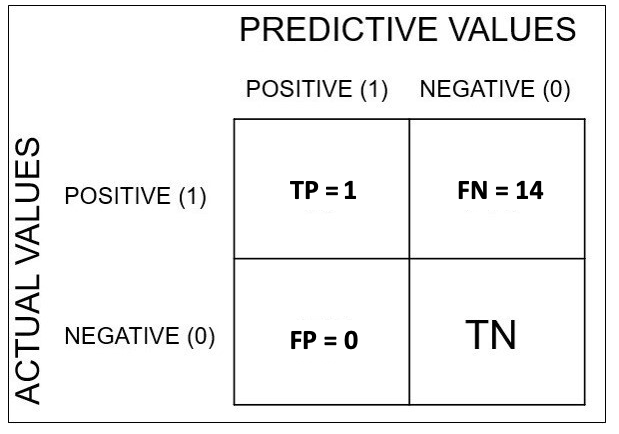 PREDICTIVE VALUES
POSITIVE (1) NEGATIVE (0)
ACTUAL VALUES
POSITIVE (1) TP = 1 FN = 14
NEGATIVE (0) FP = 0 TN